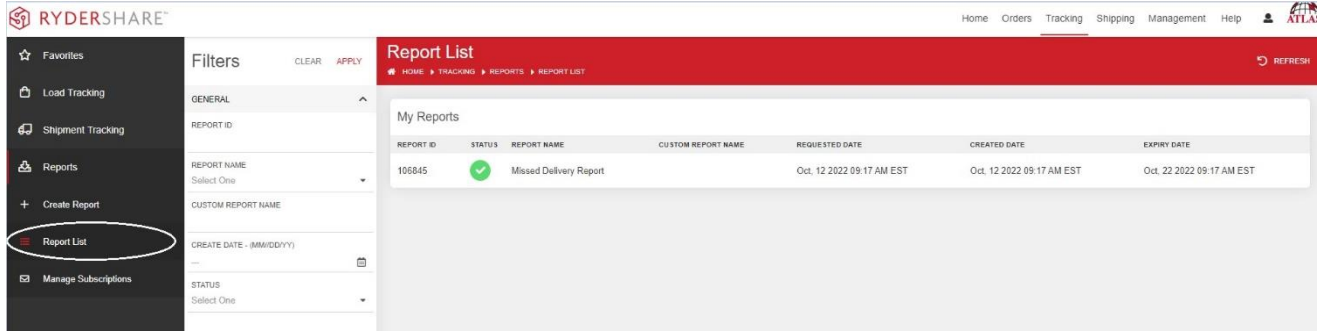 RYDERSHARE™
Home Orders Tracking Shipping Management Help
ATLAS
Favorites
Load Tracking
Shipment Tracking
Reports
Create Report
Report List
Manage Subscriptions
Filters CLEAR APPLY
GENERAL
REPORT ID
REPORT NAME
Select One
CUSTOM REPORT NAME
CREATE DATE - (MM/DD/YY)
---
STATUS
Select One
Report List
HOME TRACKING REPORTS REPORT LIST
REFRESH
My Reports
REPORT ID STATUS REPORT NAME CUSTOM REPORT NAME REQUESTED DATE CREATED DATE EXPIRY DATE
106845 Missed Delivery Report Oct, 12 2022 09:17 AM EST Oct, 12 2022 09:17 AM EST Oct, 22 2022 09:17 AM EST